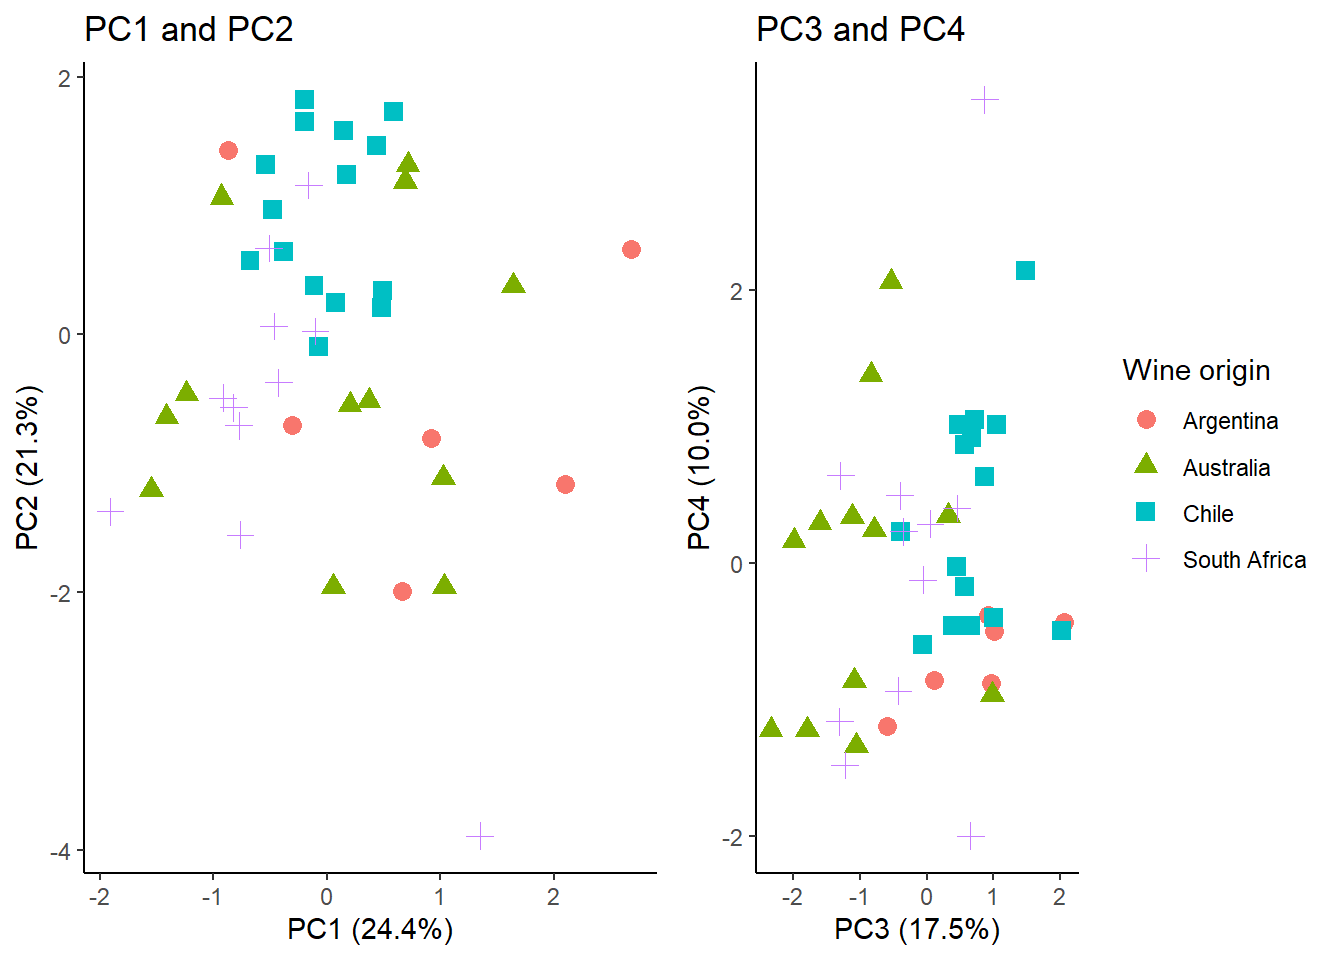 PC1 and PC2
PC2 (21.3%)
2
0
-2
-4
-2
-1
0
1
2
PC1 (24.4%)
PC3 and PC4
PC4 (10.0%)
2
0
-2
-2
-1
0
1
2
PC3 (17.5%)
Wine origin
Argentina
Australia
Chile
South Africa